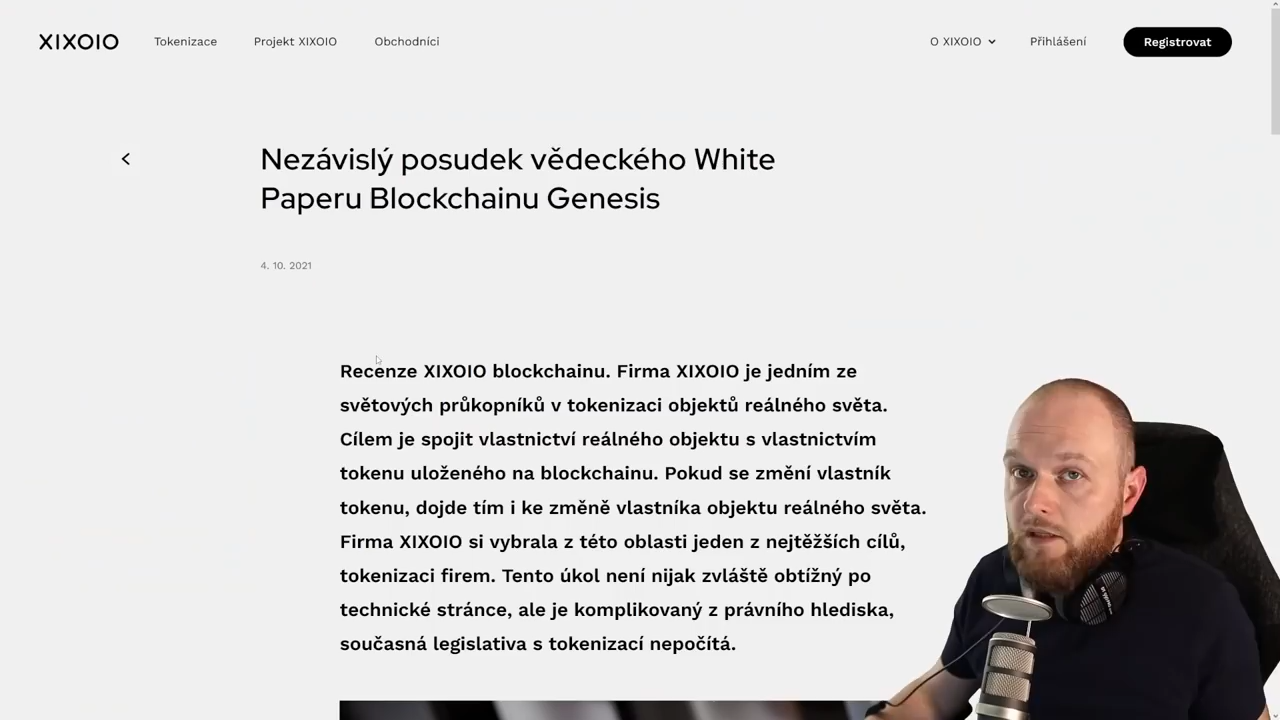 XIXOIO
Tokenizace
Projekt XIXOIO
Obchodníci
O XIXOIO
Přihlášení
Registrovat
Nezávislý posudek vědeckého White
Paperu Blockchainu Genesis
4. 10. 2021
Recenze XIXOIO blockchainu. Firma XIXOIO je jedním ze
světových průkopníků v tokenizaci objektů reálného světa.
Cílem je spojit vlastnictví reálného objektu s vlastnictvím
tokenu uloženého na blockchainu. Pokud se změní vlastník
tokenu, dojde tím i ke změně vlastníka objektu reálného světa.
Firma XIXOIO si vybrala z této oblasti jeden z nejtěžších cílů,
tokenizaci firem. Tento úkol není nijak zvláště obtížný po
technické stránce, ale je komplikovaný z právního hlediska,
současná legislativa s tokenizací nepočítá.